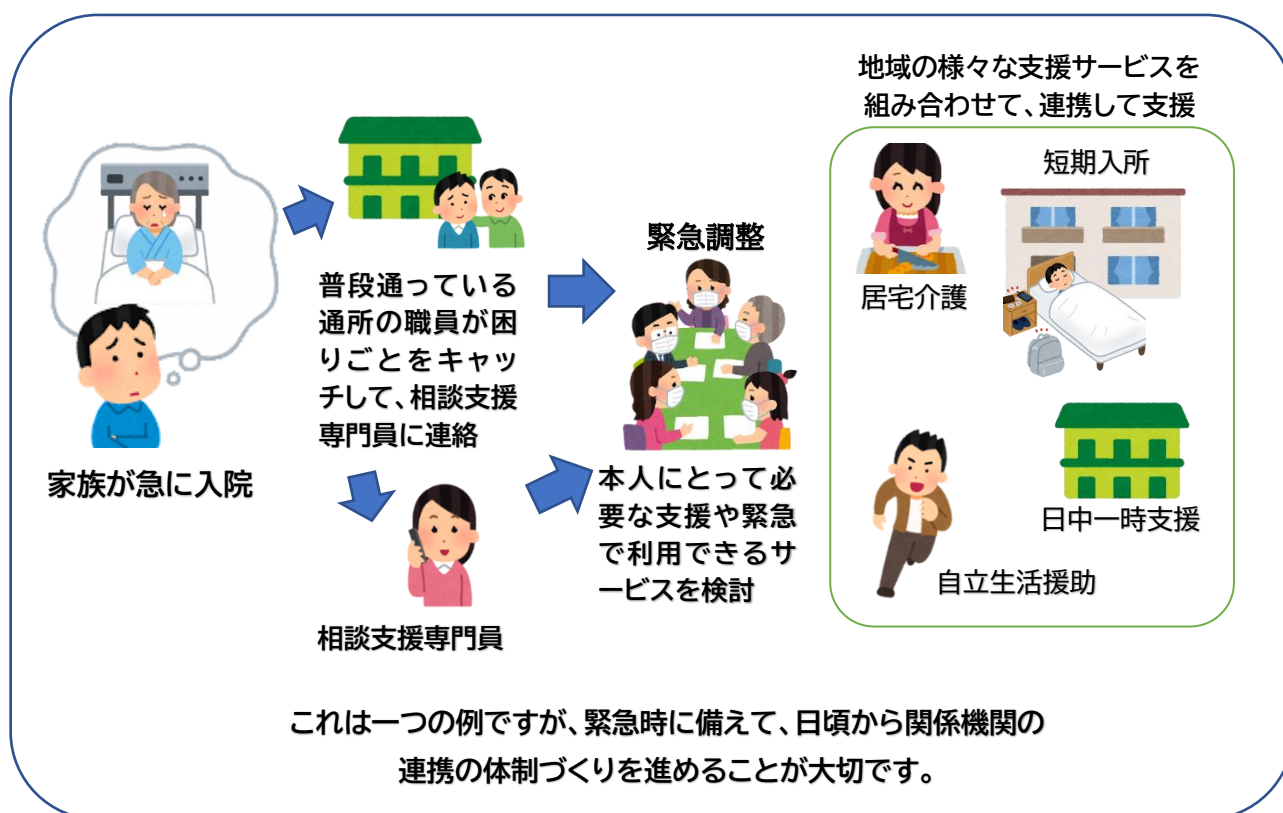 家族が急に入院
普段通っている
通所の職員が困
りごとをキャッ
チして、相談支援
専門員に連絡
相談支援専門員
緊急調整
本人にとって必
要な支援や緊急
で利用できるサ
ービスを検討
地域の様々な支援サービスを
組み合わせて、連携して支援
居宅介護
短期入所
自立生活援助
日中一時支援
これは一つの例ですが、緊急時に備えて、日頃から関係機関の
連携の体制づくりを進めることが大切です。